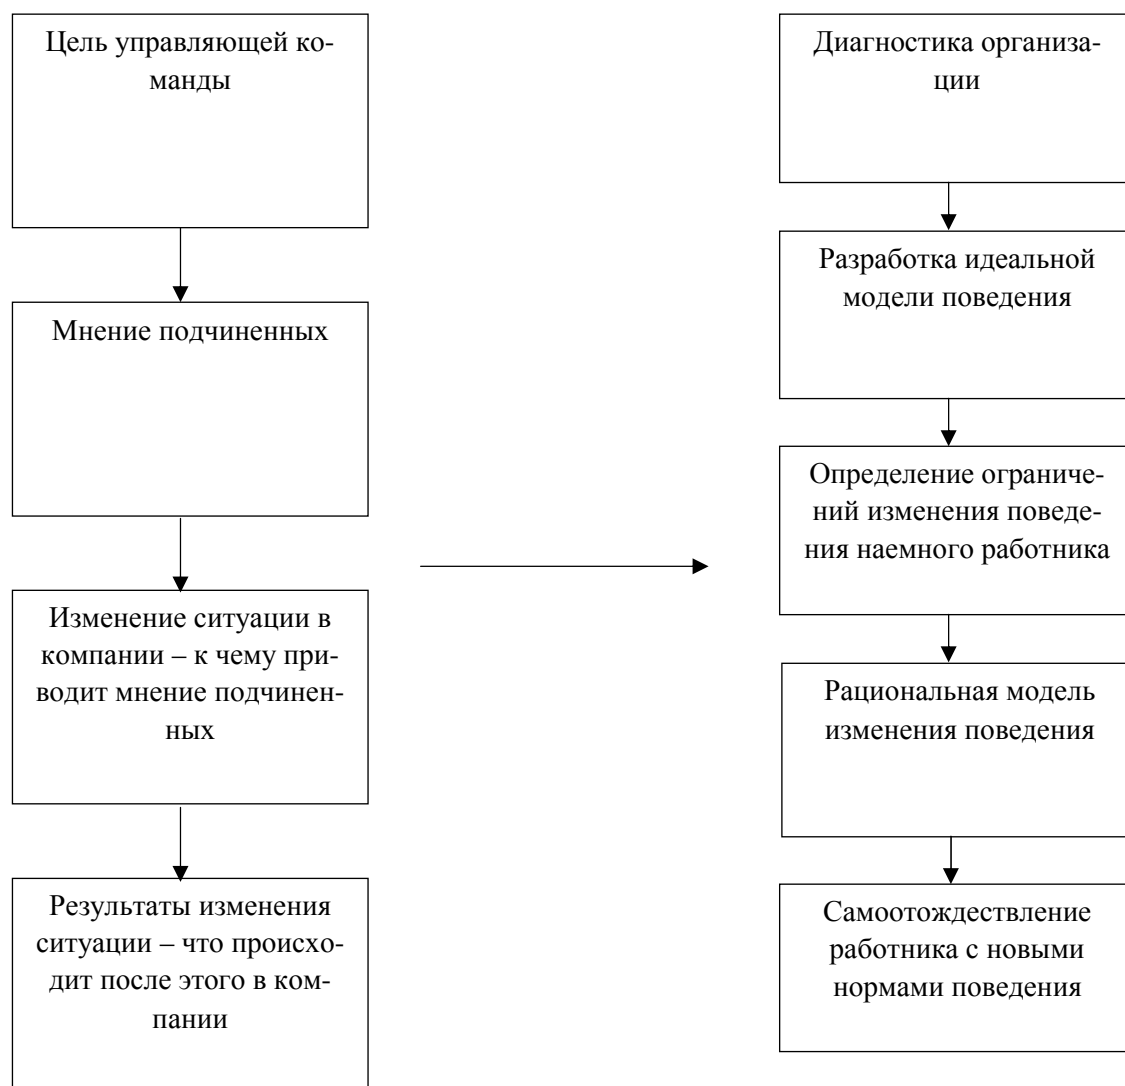 Цель управляющей ко-
манды
Мнение подчиненных
Изменение ситуации в
компании – к чему при-
водит мнение подчинен-
ных
Результаты изменения
ситуации – что происхо-
дит после этого в ком-
пании
Диагностика организа-
ции
Разработка идеальной
модели поведения
Определение ограниче-
ний изменения поведе-
ния наемного работника
Рациональная модель
изменения поведения
Самоотождествление
работника с новыми
нормами поведения